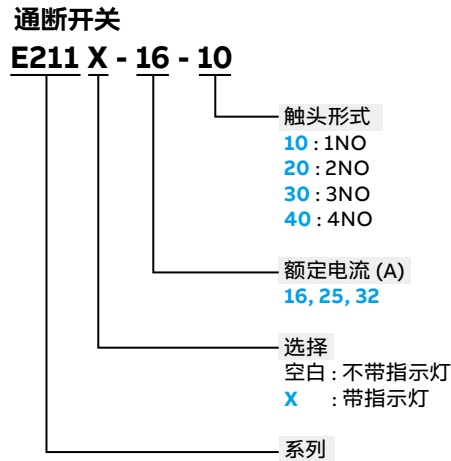 通断开关
E211 X - 16 - 10
触头形式
10 : 1NO
20 : 2NO
30 : 3NO
40 : 4NO
额定电流 (A)
16, 25, 32
选择
空白 : 不带指示灯
X : 带指示灯
系列